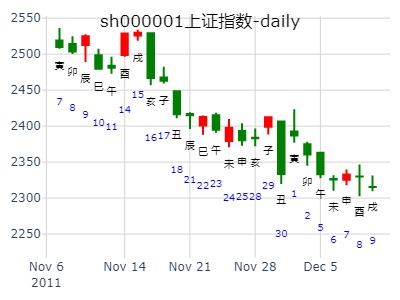 sh000001上证指数-daily
2550
2500
2450
2400
2350
2300
2250
寅 卯 辰 巳 午 酉 戌 亥 子 丑 辰 巳 午 未 申 亥 子 丑 寅 卯 午 未 申 酉 戌
7 8 9 10 11 14 15 16 17 18 21 22 23 24 25 28 29 30 1 2 5 6 7 8 9
Nov 6 Nov 14 Nov 21 Nov 28 Dec 5
2011